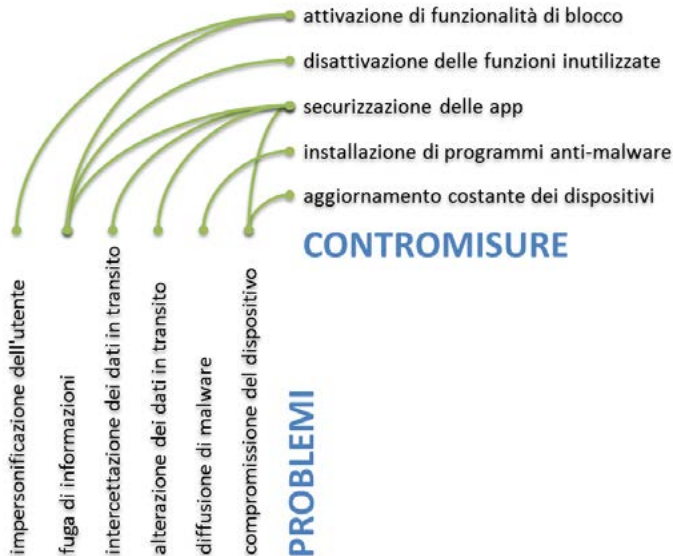 attivazione di funzionalità di blocco
disattivazione delle funzioni inutilizzate
securizzazione delle app
installazione di programmi anti-malware
aggiornamento costante dei dispositivi
CONTROMISURE
impersonificazione dell'utente
fuga di informazioni
intercettazione dei dati in transito
alterazione dei dati in transito
diffusione di malware
compromissione del dispositivo
PROBLEMI